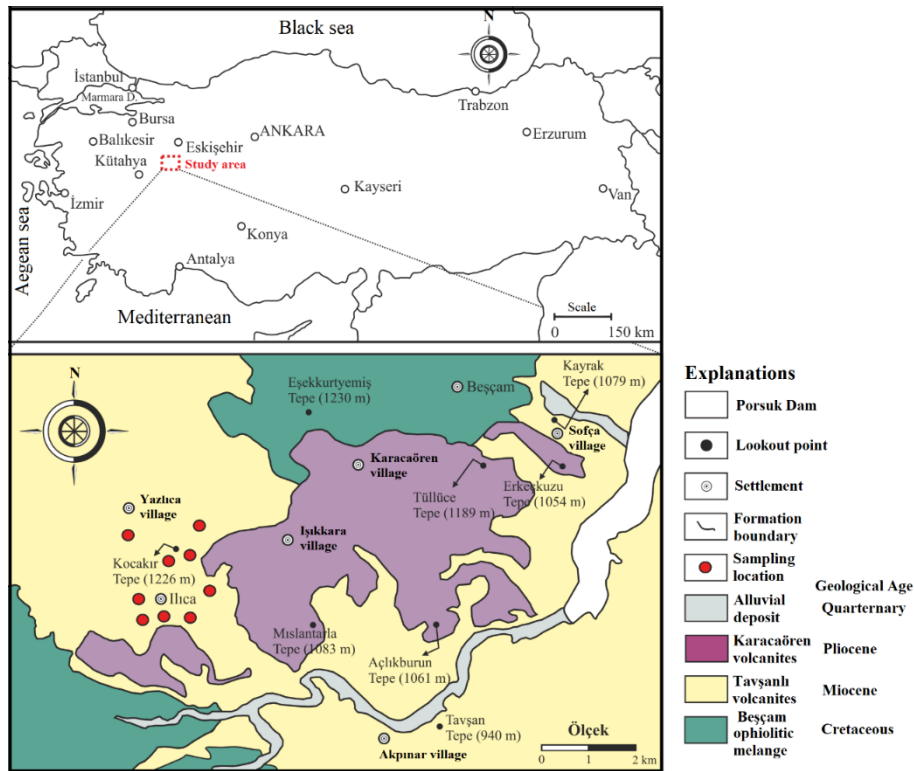 Black sea
N
İstanbul
Marmara D.
Trabzon
Bursa
ANKARA
Erzurum
Balıkesir
Eskişehir
Kütahya
Study area
Kayseri
Van
İzmir
Konya
Aegean sea
Antalya
Scale
Mediterranean
0 150 km
N
Kayrak
Tepe (1079 m)
Eşekkurtyemiş
Tepe (1230 m)
Beşçam
Sofça
village
Karacaören
village
Erkeçkuzu
Tepe (1054 m)
Tüllüce
Tepe (1189 m)
Yazlıca
village
Işıkkara
village
Kocakır
Tepe (1226 m)
Ilıca
Mıslantarla
Tepe (1083 m)
Açlıkburun
Tepe (1061 m)
Tavşan
Tepe (940 m)
Akpınar village
Ölçek
0 1 2 km
Explanations
Porsuk Dam
Lookout point
Settlement
Formation
boundary
Sampling
location
Geological Age
Alluvial
deposit
Quarternary
Karacaören
volcanites
Plioecene
Tavşanlı
volcanites
Miocene
Beşçam
ophiolitic
melange
Cretaceous